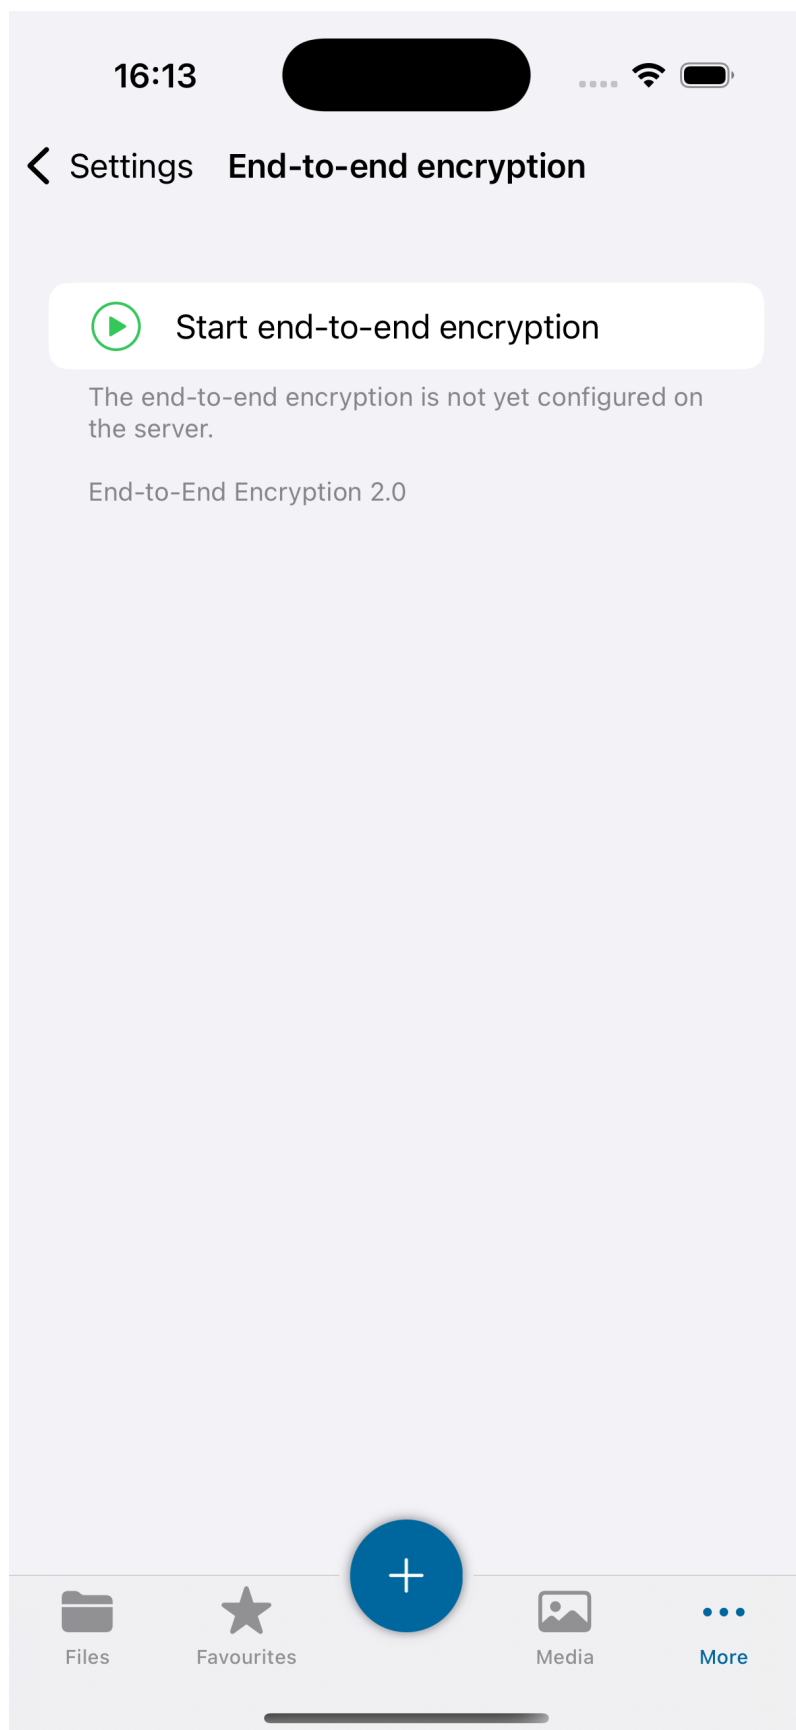 16:13
Settings
End-to-end encryption
Start end-to-end encryption
The end-to-end encryption is not yet configured on
the server.
End-to-End Encryption 2.0
Files
Favourites
Media
More